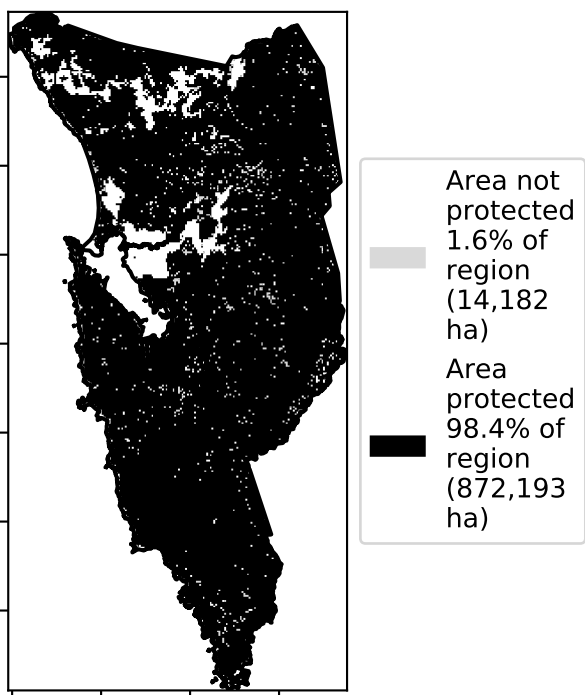 Area not
protected
1.6% of
region
(14,182
ha)
Area
protected
98.4% of
region
(872,193
ha)